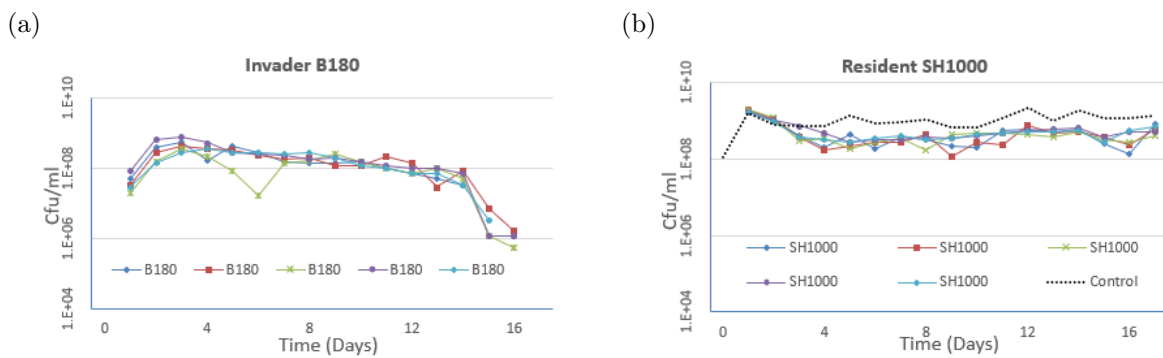 (a)
Invader B180
1.E+10
1.E+08
1.E+06
1.E+04
Cfu/ml
B180 B180 B180 B180 B180
0 4 8 12 16
Time (Days)
(b)
Resident SH1000
1.E+10
1.E+08
1.E+06
1.E+04
Cfu/ml
SH1000 SH1000 SH1000
SH1000 SH1000 Control
0 4 8 12 16
Time (Days)